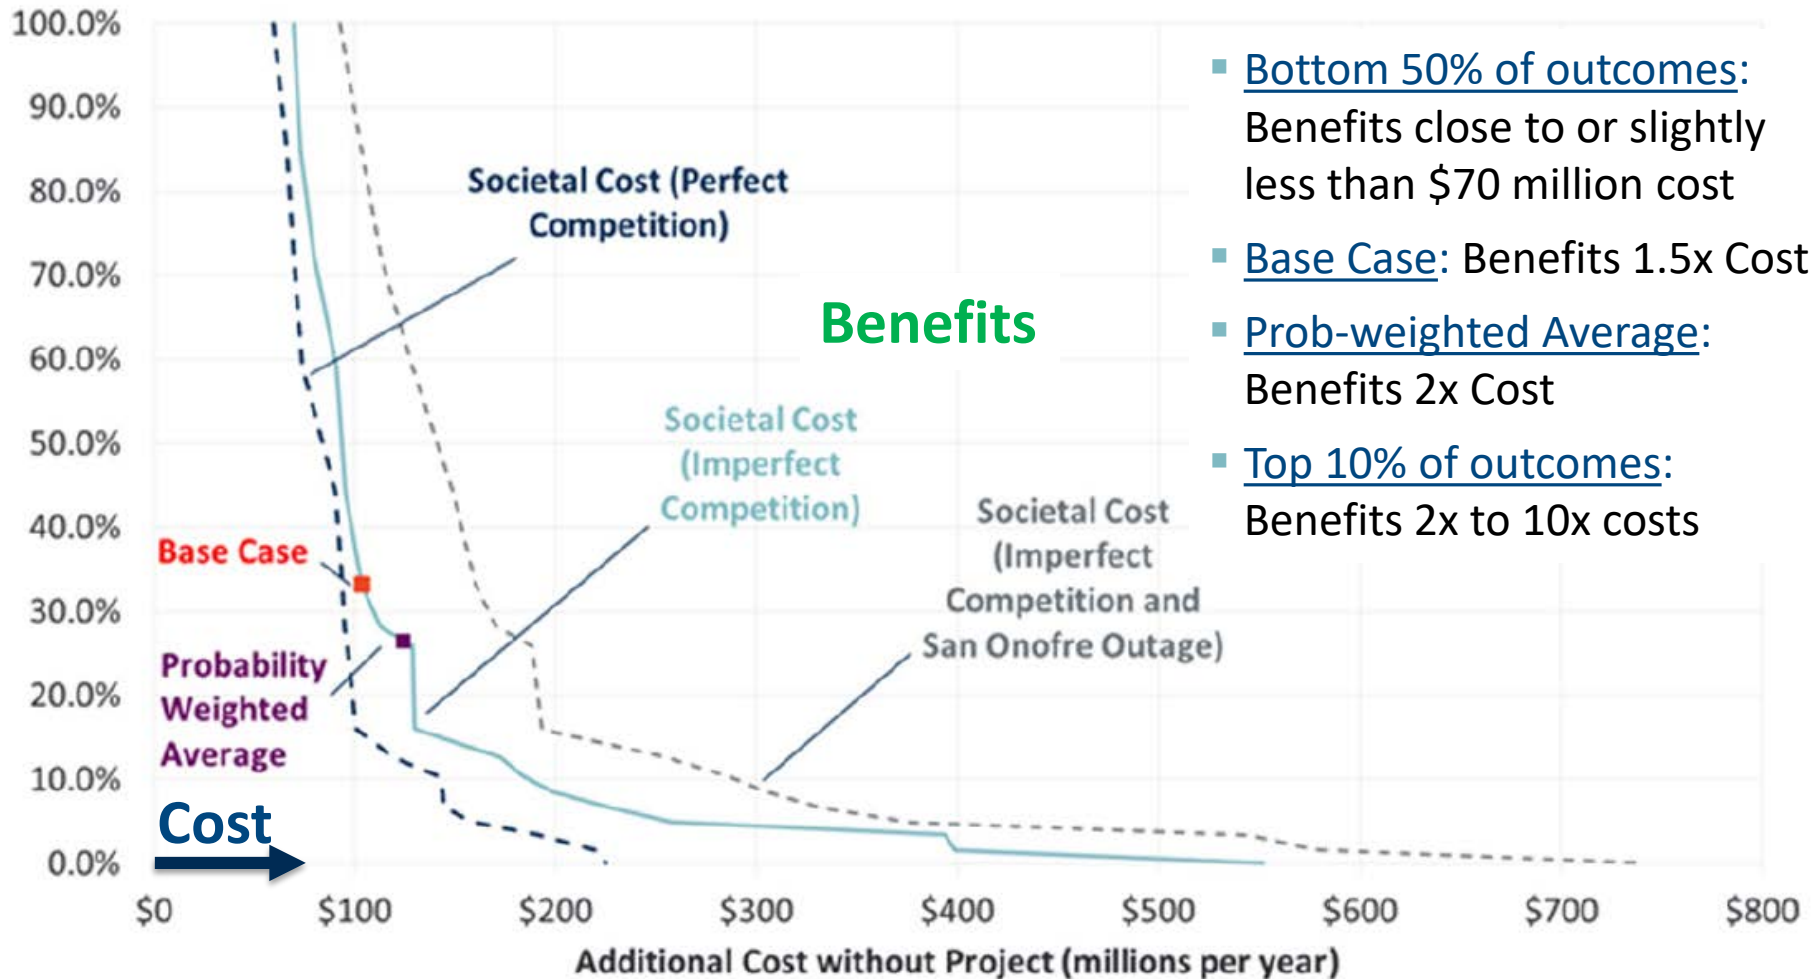 100.0%
90.0%
80.0%
70.0%
60.0%
50.0%
40.0%
30.0%
20.0%
10.0%
0.0%
Societal Cost (Perfect
Competition)
Benefits
Societal Cost
(Imperfect
Competition)
Societal Cost
(Imperfect
Competition and
San Onofre Outage)
Base Case
Probability
Weighted
Average
Cost
▪ Bottom 50% of outcomes:
Benefits close to or slightly
less than $70 million cost
▪ Base Case: Benefits 1.5x Cost
▪ Prob-weighted Average:
Benefits 2x Cost
▪ Top 10% of outcomes:
Benefits 2x to 10x costs
$0 $100 $200 $300 $400 $500 $600 $700 $800
Additional Cost without Project (millions per year)